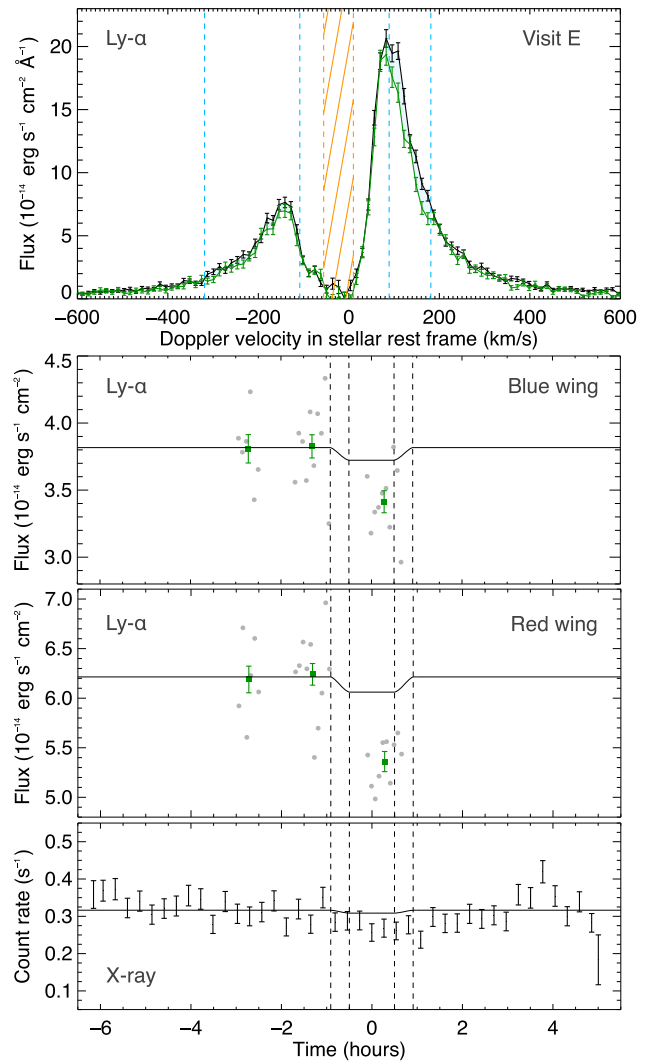 Ly-α
Visit E
20
15
10
5
0
Flux (10⁻¹⁴ erg s⁻¹ cm⁻² Å⁻¹)
−600 −400 −200 0 200 400 600
Doppler velocity in stellar rest frame (km/s)
4.5
4.0
3.5
3.0
Flux (10⁻¹⁴ erg s⁻¹ cm⁻²)
Ly-α
Blue wing
7.0
6.5
6.0
5.5
5.0
Flux (10⁻¹⁴ erg s⁻¹ cm⁻²)
Ly-α
Red wing
0.5
0.4
0.3
0.2
0.1
Count rate (s⁻¹)
X-ray
−6 −4 −2 0 2 4
Time (hours)